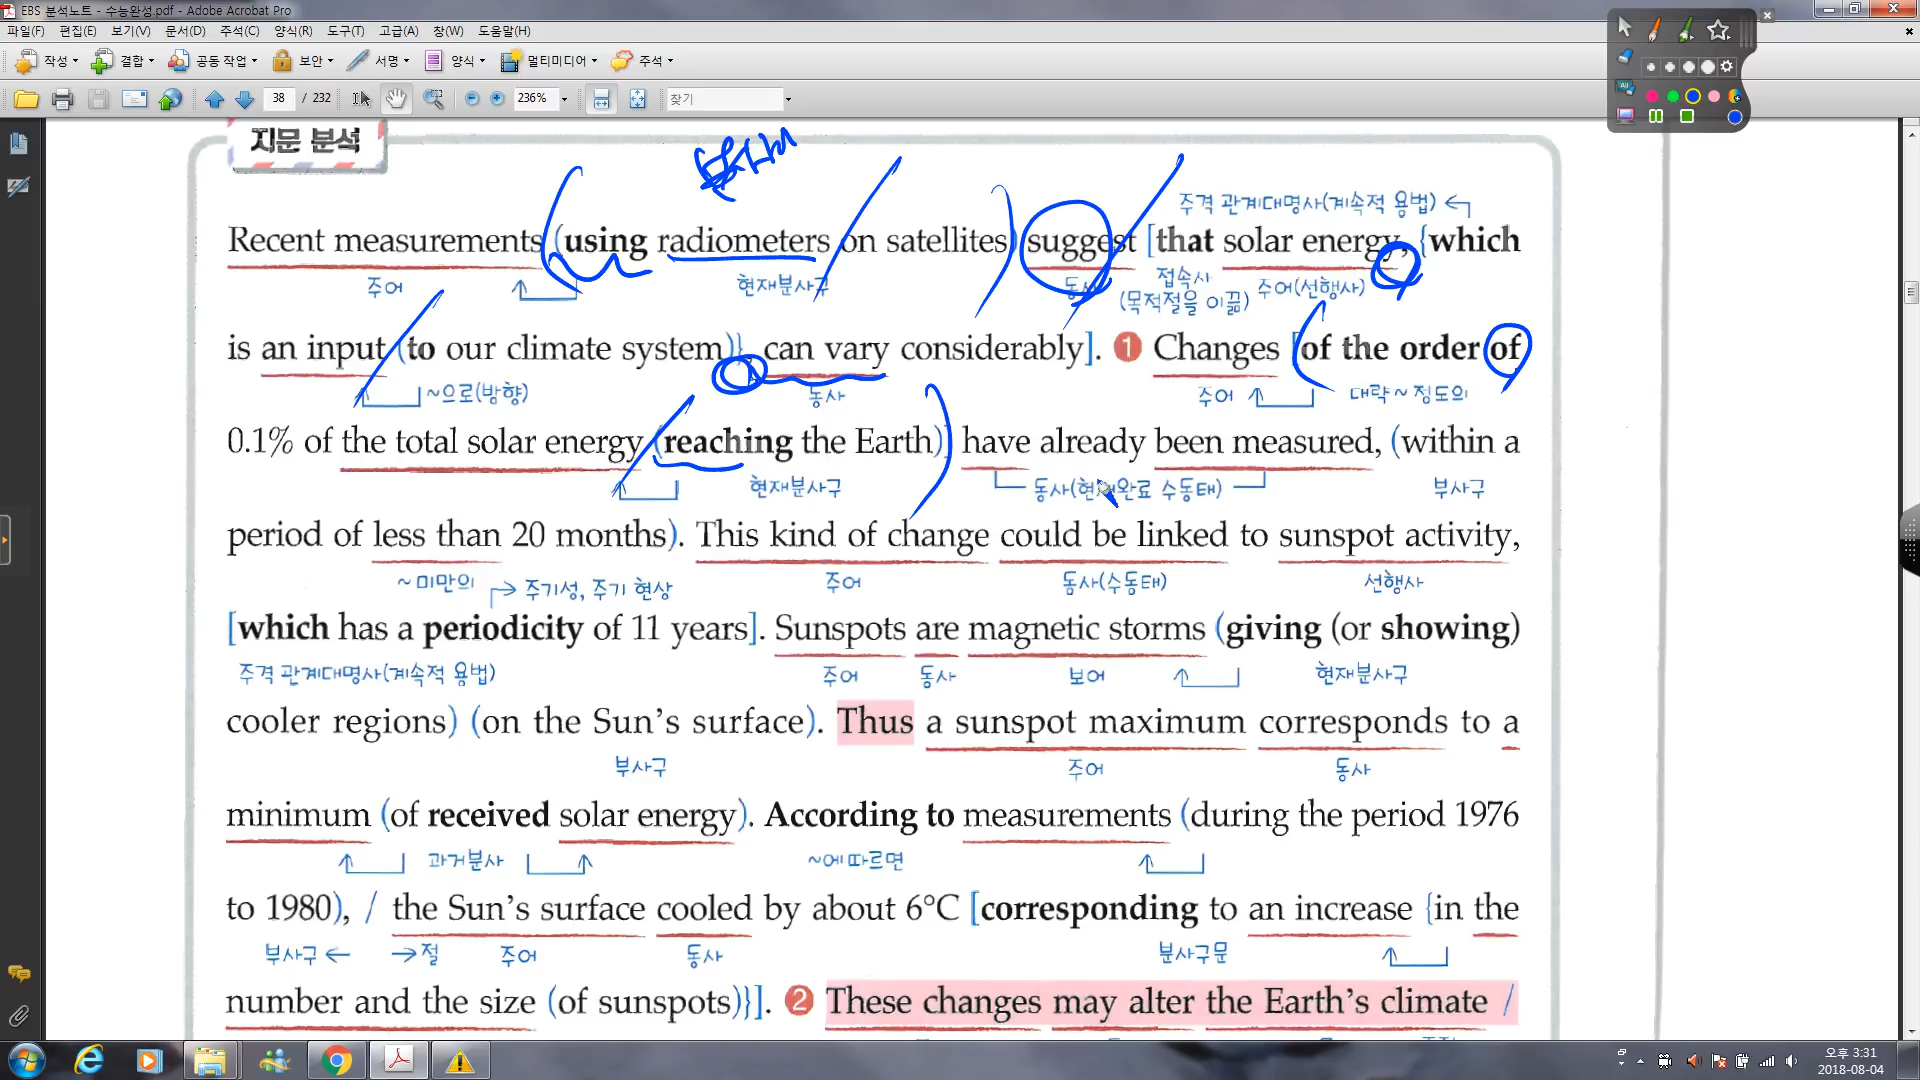 EBS 분석노트 - 수능완성.pdf - Adobe Acrobat Pro
파일(F) 편집(E) 보기(V) 문서(D) 주석(C) 양식(R) 도구(T) 고급(A) 창(W) 도움말(H)
작성 결합 공동 작업 보안 서명 양식 멀티미디어 주석
38 / 232 236% 찾기
지문 분석
주격 관계대명사(계속적 용법)
Recent measurements (using radiometers on satellites) suggest [that solar energy, {which
주어 현재분사구 동사 접속사 주어(선행사)
(목적절을 이끎)
is an input (to our climate system)}, can vary considerably]. 1 Changes [of the order of
~으로(방향) 동사 주어 대략 ~ 정도의
0.1% of the total solar energy (reaching the Earth)] have already been measured, (within a
현재분사구 동사(현재완료 수동태) 부사구
period of less than 20 months). This kind of change could be linked to sunspot activity,
~ 미만의 주기성, 주기 현상 주어 동사(수동태) 선행사
[which has a periodicity of 11 years]. Sunspots are magnetic storms (giving (or showing)
주격 관계대명사(계속적 용법) 주어 동사 보어 현재분사구
cooler regions) (on the Sun's surface). Thus a sunspot maximum corresponds to a
부사구 주어 동사
minimum (of received solar energy). According to measurements (during the period 1976
과거분사 ~에 따르면
to 1980), / the Sun's surface cooled by about 6°C [corresponding to an increase {in the
부사구 절 주어 동사 분사구문
number and the size (of sunspots)}]. 2 These changes may alter the Earth's climate /
오후 3:31
2018-08-04